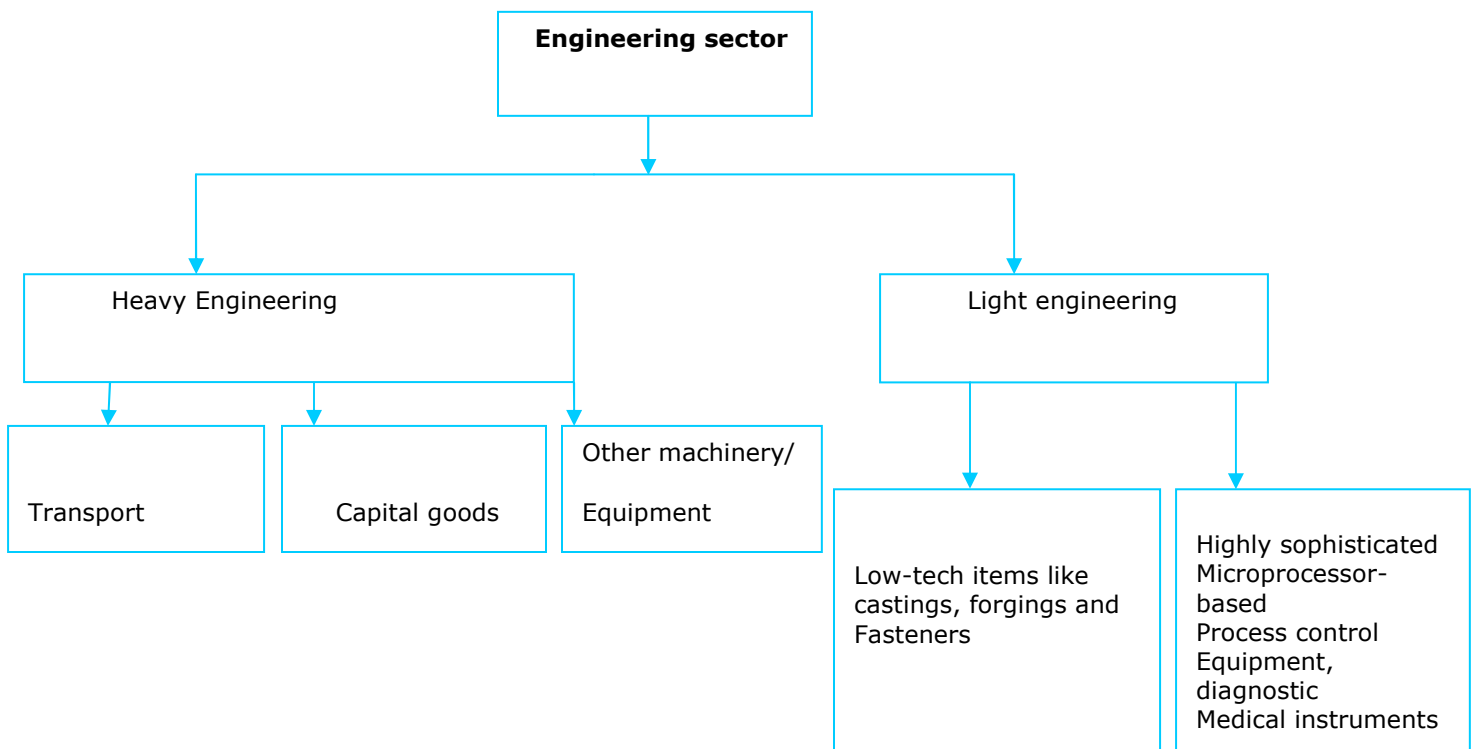 Engineering sector
Heavy Engineering
Light engineering
Transport
Capital goods
Other machinery/
Equipment
Low-tech items like
castings, forgings and
Fasteners
Highly sophisticated
Microprocessor-
based
Process control
Equipment,
diagnostic
Medical instruments